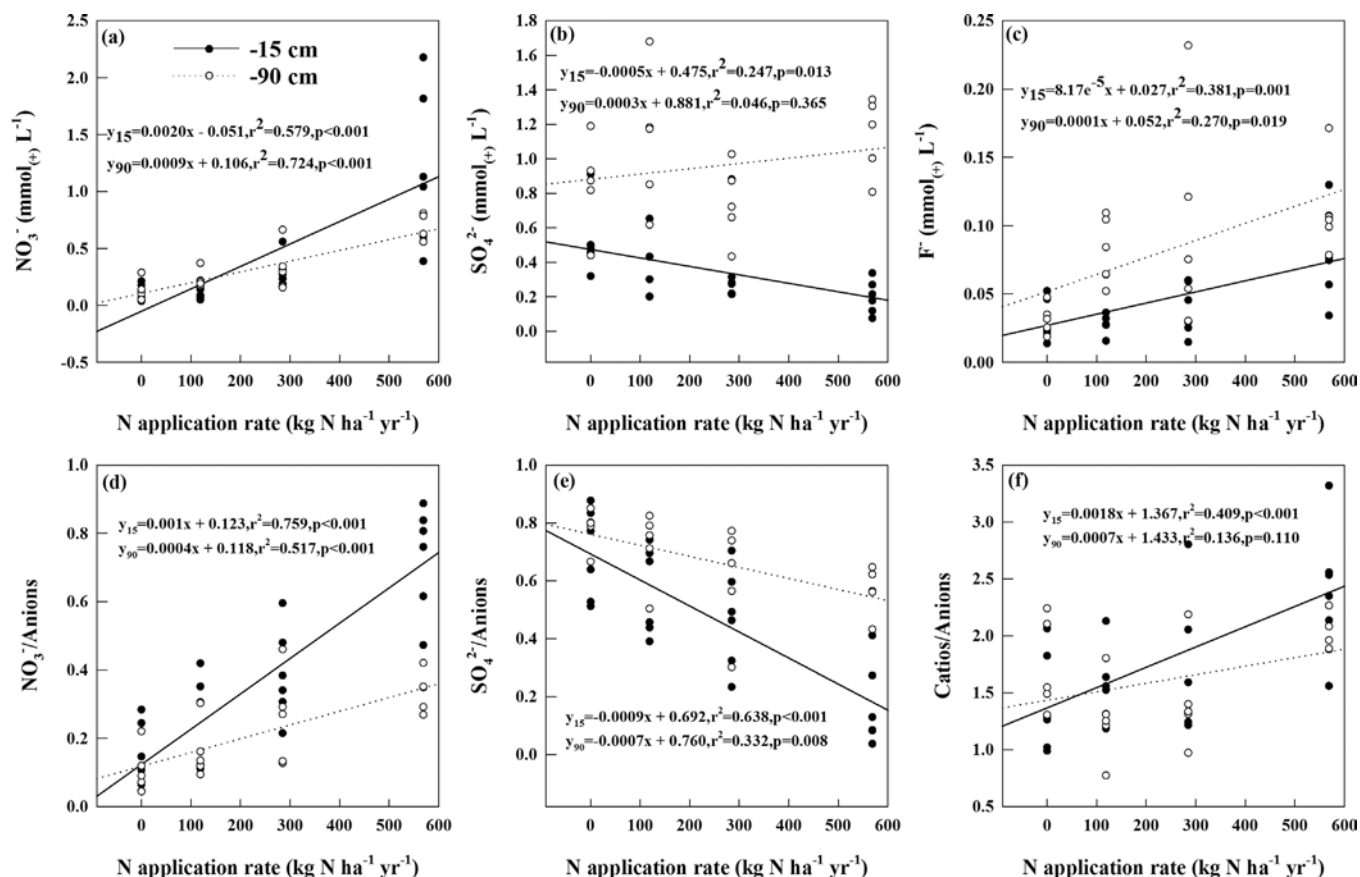 (a)
-15 cm
-90 cm
y15=0.0020x - 0.051,r²=0.579,p<0.001
y90=0.0009x + 0.106,r²=0.724,p<0.001
NO₃⁻ (mmol₍₊₎ L⁻¹)
2.5
2.0
1.5
1.0
0.5
0.0
-0.5
0 100 200 300 400 500 600
N application rate (kg N ha⁻¹ yr⁻¹)
(b)
y15=-0.0005x + 0.475,r²=0.247,p=0.013
y90=0.0003x + 0.881,r²=0.046,p=0.365
SO₄²⁻ (mmol₍₊₎ L⁻¹)
1.8
1.6
1.4
1.2
1.0
0.8
0.6
0.4
0.2
0.0
0 100 200 300 400 500 600
N application rate (kg N ha⁻¹ yr⁻¹)
(c)
y15=8.17e⁻⁵x + 0.027,r²=0.381,p=0.001
y90=0.0001x + 0.052,r²=0.270,p=0.019
F⁻ (mmol₍₊₎ L⁻¹)
0.25
0.20
0.15
0.10
0.05
0.00
0 100 200 300 400 500 600
N application rate (kg N ha⁻¹ yr⁻¹)
(d)
y15=0.001x + 0.123,r²=0.759,p<0.001
y90=0.0004x + 0.118,r²=0.517,p<0.001
NO₃⁻/Anions
1.0
0.8
0.6
0.4
0.2
0.0
0 100 200 300 400 500 600
N application rate (kg N ha⁻¹ yr⁻¹)
(e)
y15=-0.0009x + 0.692,r²=0.638,p<0.001
y90=-0.0007x + 0.760,r²=0.332,p=0.008
SO₄²⁻/Anions
1.0
0.8
0.6
0.4
0.2
0.0
0 100 200 300 400 500 600
N application rate (kg N ha⁻¹ yr⁻¹)
(f)
y15=0.0018x + 1.367,r²=0.409,p<0.001
y90=0.0007x + 1.433,r²=0.136,p=0.110
Catios/Anions
3.5
3.0
2.5
2.0
1.5
1.0
0.5
0 100 200 300 400 500 600
N application rate (kg N ha⁻¹ yr⁻¹)